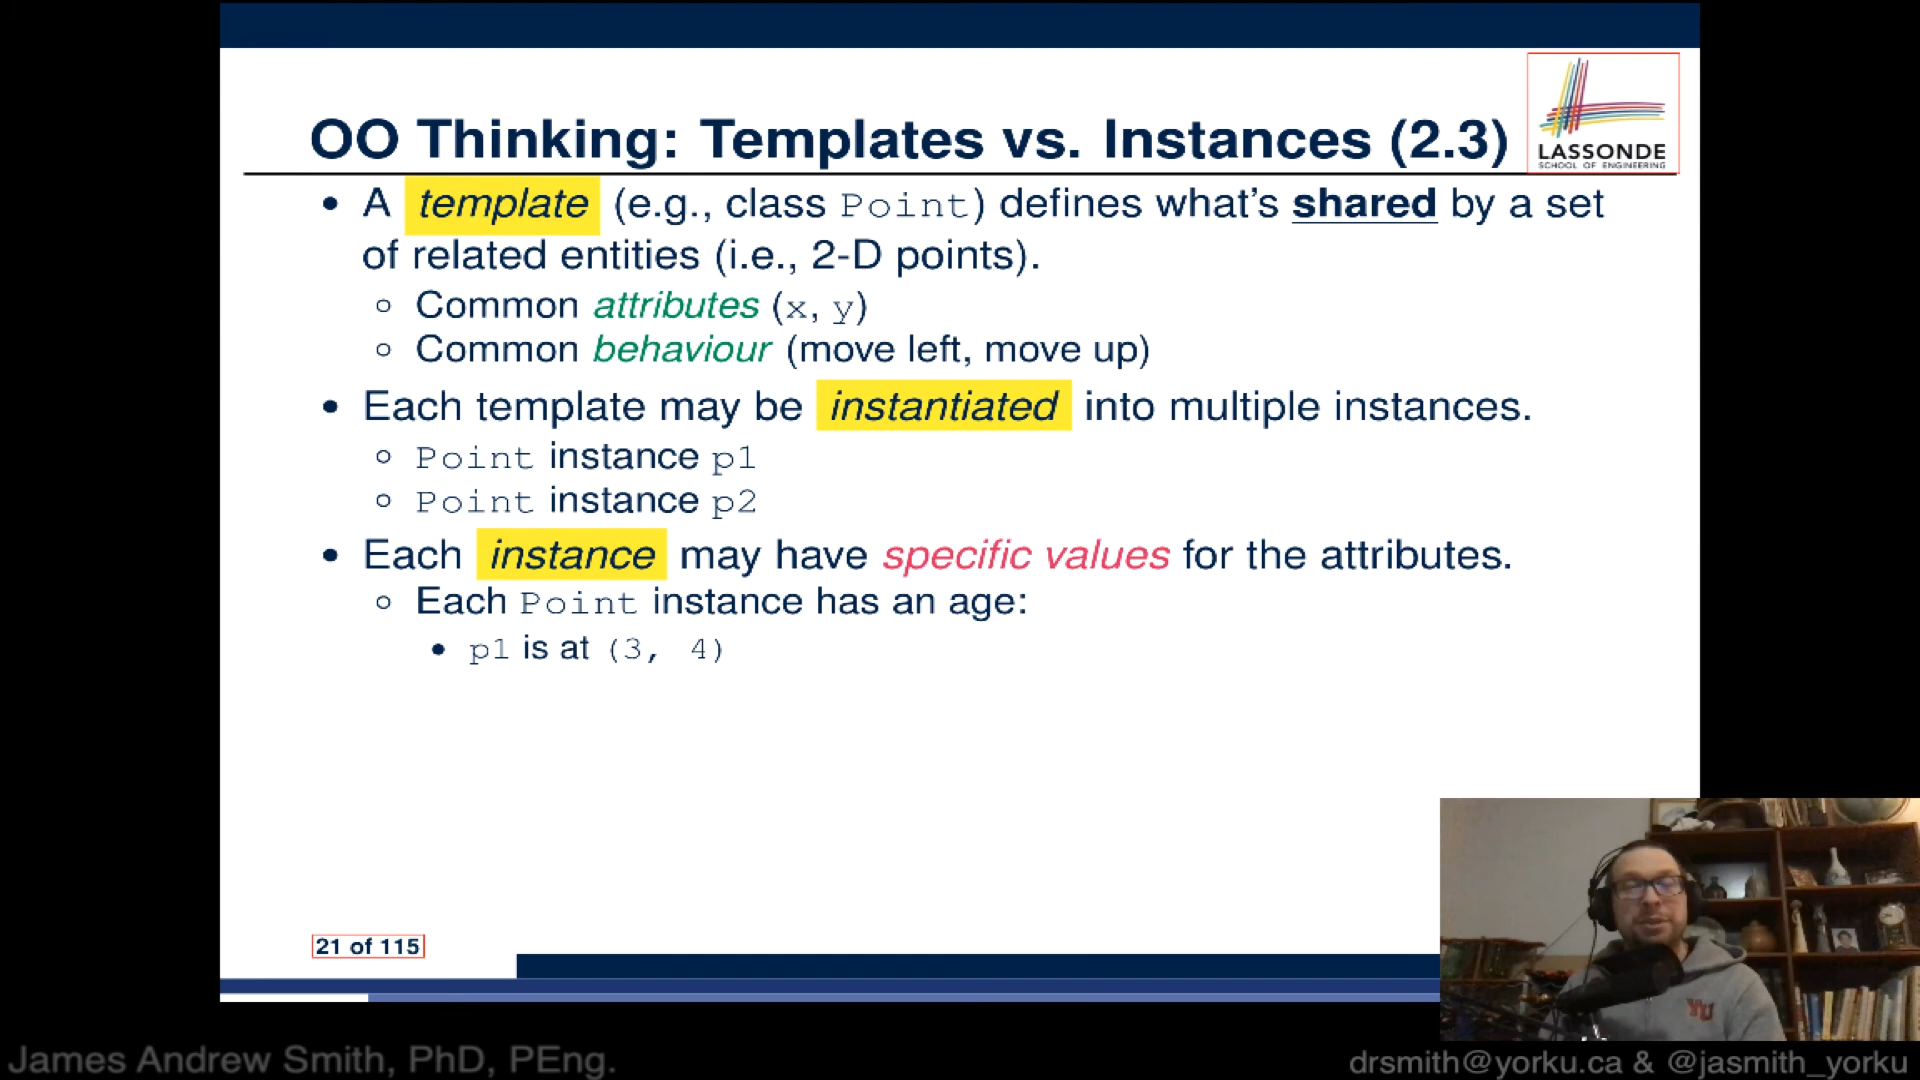 OO Thinking: Templates vs. Instances (2.3)
LASSONDE
SCHOOL OF ENGINEERING
• A template (e.g., class Point) defines what's shared by a set
of related entities (i.e., 2-D points).
○ Common attributes (x, y)
○ Common behaviour (move left, move up)
• Each template may be instantiated into multiple instances.
○ Point instance p1
○ Point instance p2
• Each instance may have specific values for the attributes.
○ Each Point instance has an age:
• p1 is at (3, 4)
21 of 115
YU
James Andrew Smith, PhD, PEng.
drsmith@yorku.ca & @jasmith_yorku